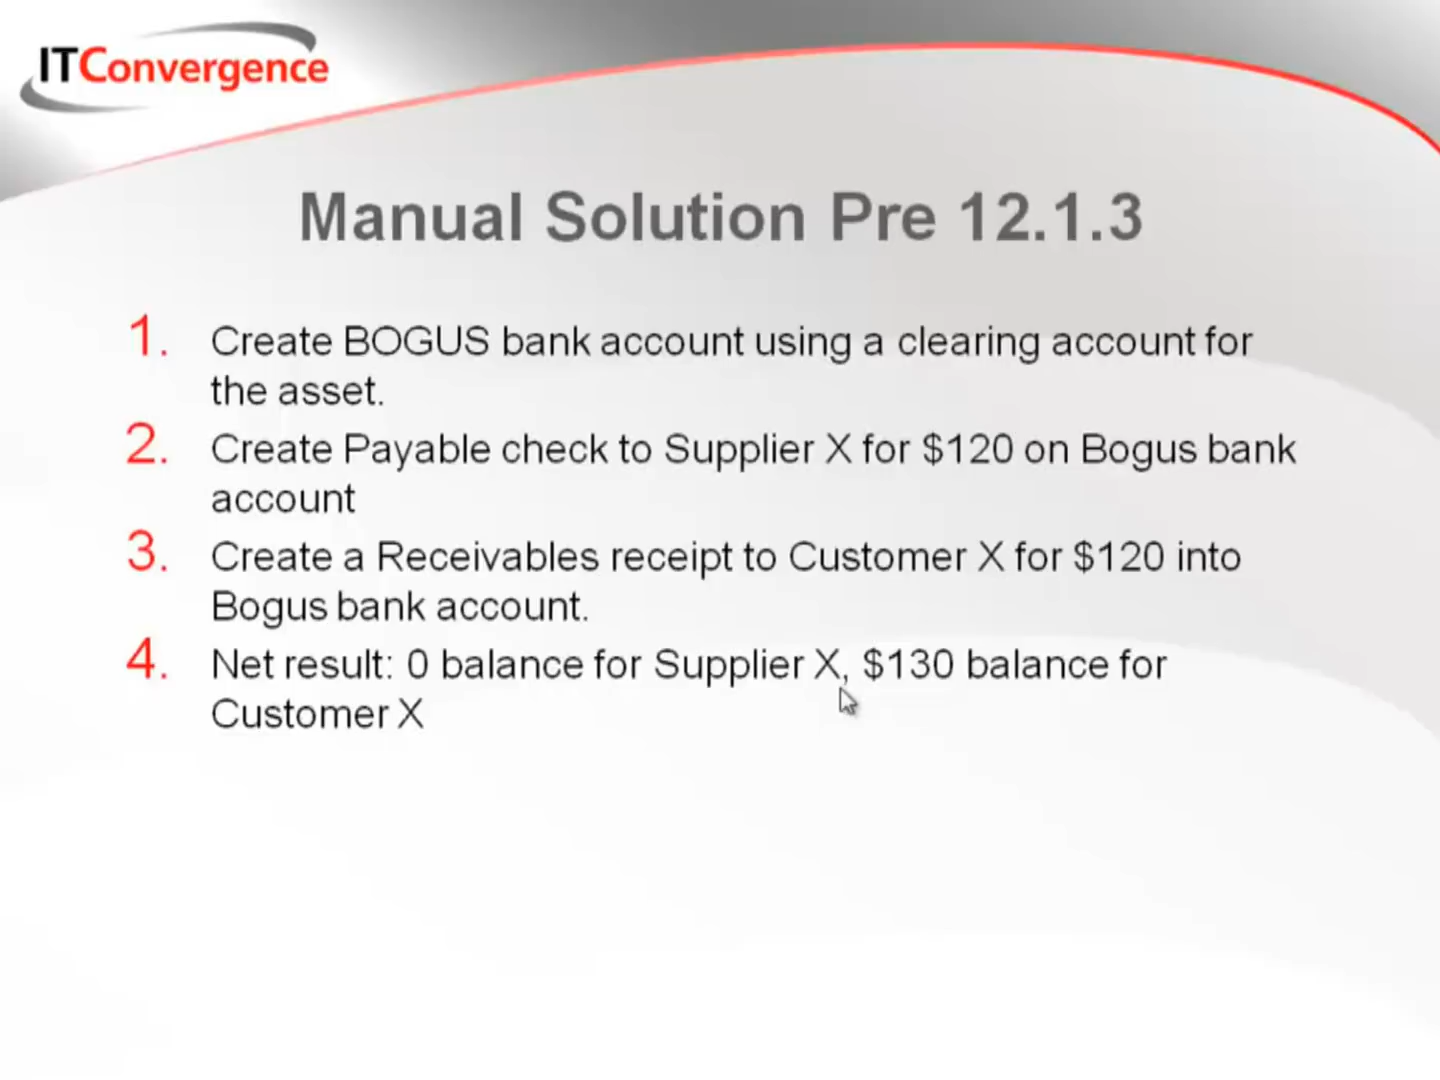 ITConvergence
Manual Solution Pre 12.1.3
1. Create BOGUS bank account using a clearing account for
the asset.
2. Create Payable check to Supplier X for $120 on Bogus bank
account
3. Create a Receivables receipt to Customer X for $120 into
Bogus bank account.
4. Net result: 0 balance for Supplier X, $130 balance for
Customer X